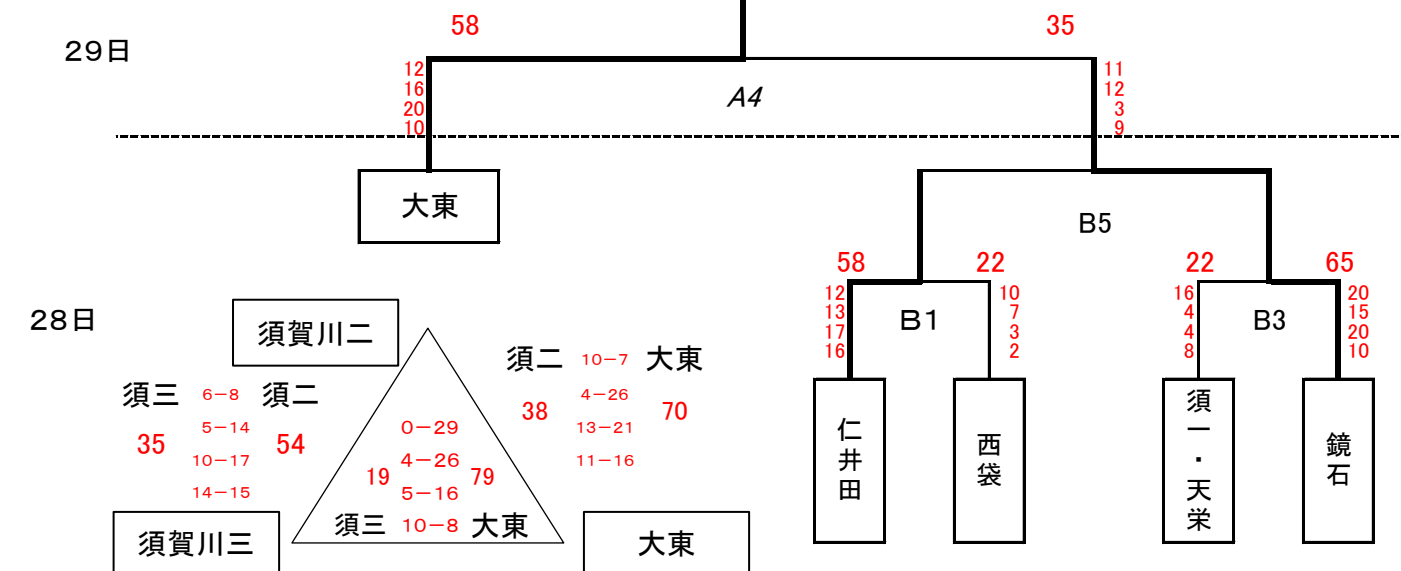 58 35
29日
12 11
16 A4 12
20 3
10 9
大東
B5
58 22 22 65
12 10 16 20
13 B1 7 4 B3 15
17 3 4 20
16 2 8 10
28日
須賀川二
須二 10-7 大東
4-26
38 70
13-21
11-16
須三 6-8 須二
5-14
35 54
10-17
14-15
0-29
4-26
19 79
5-16
須三 10-8 大東
須賀川三 大東
仁井田
西袋
須一・天栄
鏡石